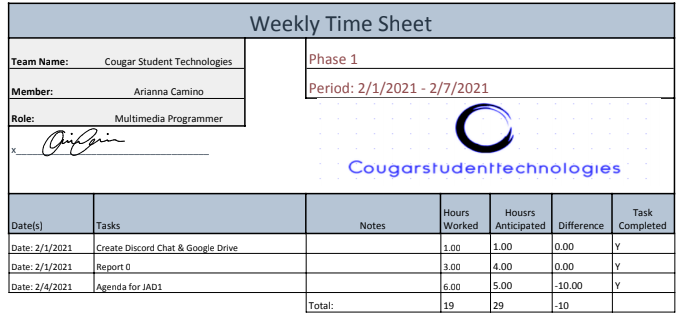 Weekly Time Sheet
Team Name: Cougar Student Technologies
Phase 1
Member: Arianna Camino
Period: 2/1/2021 - 2/7/2021
Role: Multimedia Programmer
x
Cougarstudenttechnologies
Date(s) Tasks Notes Hours Worked Housrs Anticipated Difference Task Completed
Date: 2/1/2021 Create Discord Chat & Google Drive 1.00 1.00 0.00 Y
Date: 2/1/2021 Report 0 3.00 4.00 0.00 Y
Date: 2/4/2021 Agenda for JAD1 6.00 5.00 -10.00 Y
Total: 19 29 -10